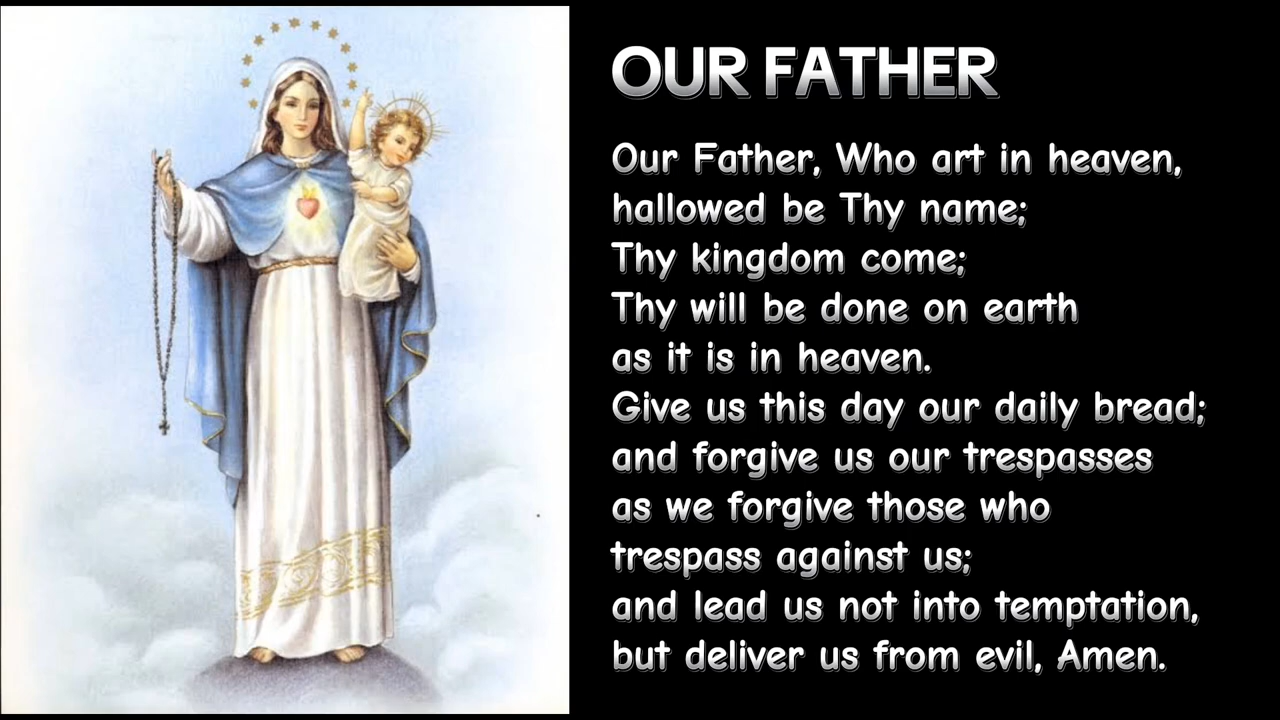 OUR FATHER
Our Father, Who art in heaven,
hallowed be Thy name;
Thy kingdom come;
Thy will be done on earth
as it is in heaven.
Give us this day our daily bread;
and forgive us our trespasses
as we forgive those who
trespass against us;
and lead us not into temptation,
but deliver us from evil, Amen.